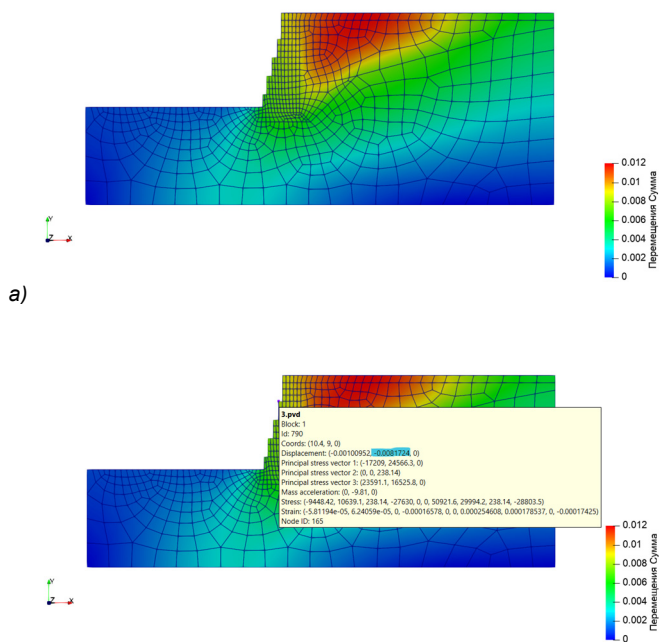 0.012
0.01
0.008
0.006
0.004
0.002
0
Перемещения Сумма
Y
Z
X
а)
3.pvd
Block: 1
Id: 790
Coords: (10.4, 9, 0)
Displacement: (-0.00100952, -0.0081724, 0)
Principal stress vector 1: (-17209, 24566.3, 0)
Principal stress vector 2: (0, 0, 238.14)
Principal stress vector 3: (23591.1, 16525.8, 0)
Mass acceleration: (0, -9.81, 0)
Stress: (-9448.42, 10639.1, 238.14, -27630, 0, 0, 50921.6, 29994.2, 238.14, -28803.5)
Strain: (-5.81194e-05, 6.24059e-05, 0, -0.00016578, 0, 0, 0.000254608, 0.000178537, 0, -0.00017425)
Node ID: 165
0.012
0.01
0.008
0.006
0.004
0.002
0
Перемещения Сумма
Y
Z
X